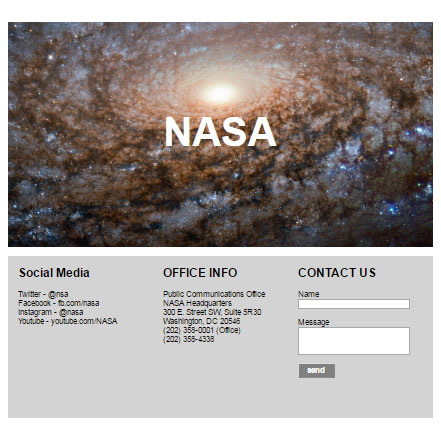 NASA
Social Media
Twitter - @nsa
Facebook - fb.com/nasa
Instagram - @nasa
Youtube - youtube.com/NASA
OFFICE INFO
Public Communications Office
NASA Headquarters
300 E. Street SW, Suite 5R30
Washington, DC 20546
(202) 358-0001 (Office)
(202) 358-4338
CONTACT US
Name
Message
send